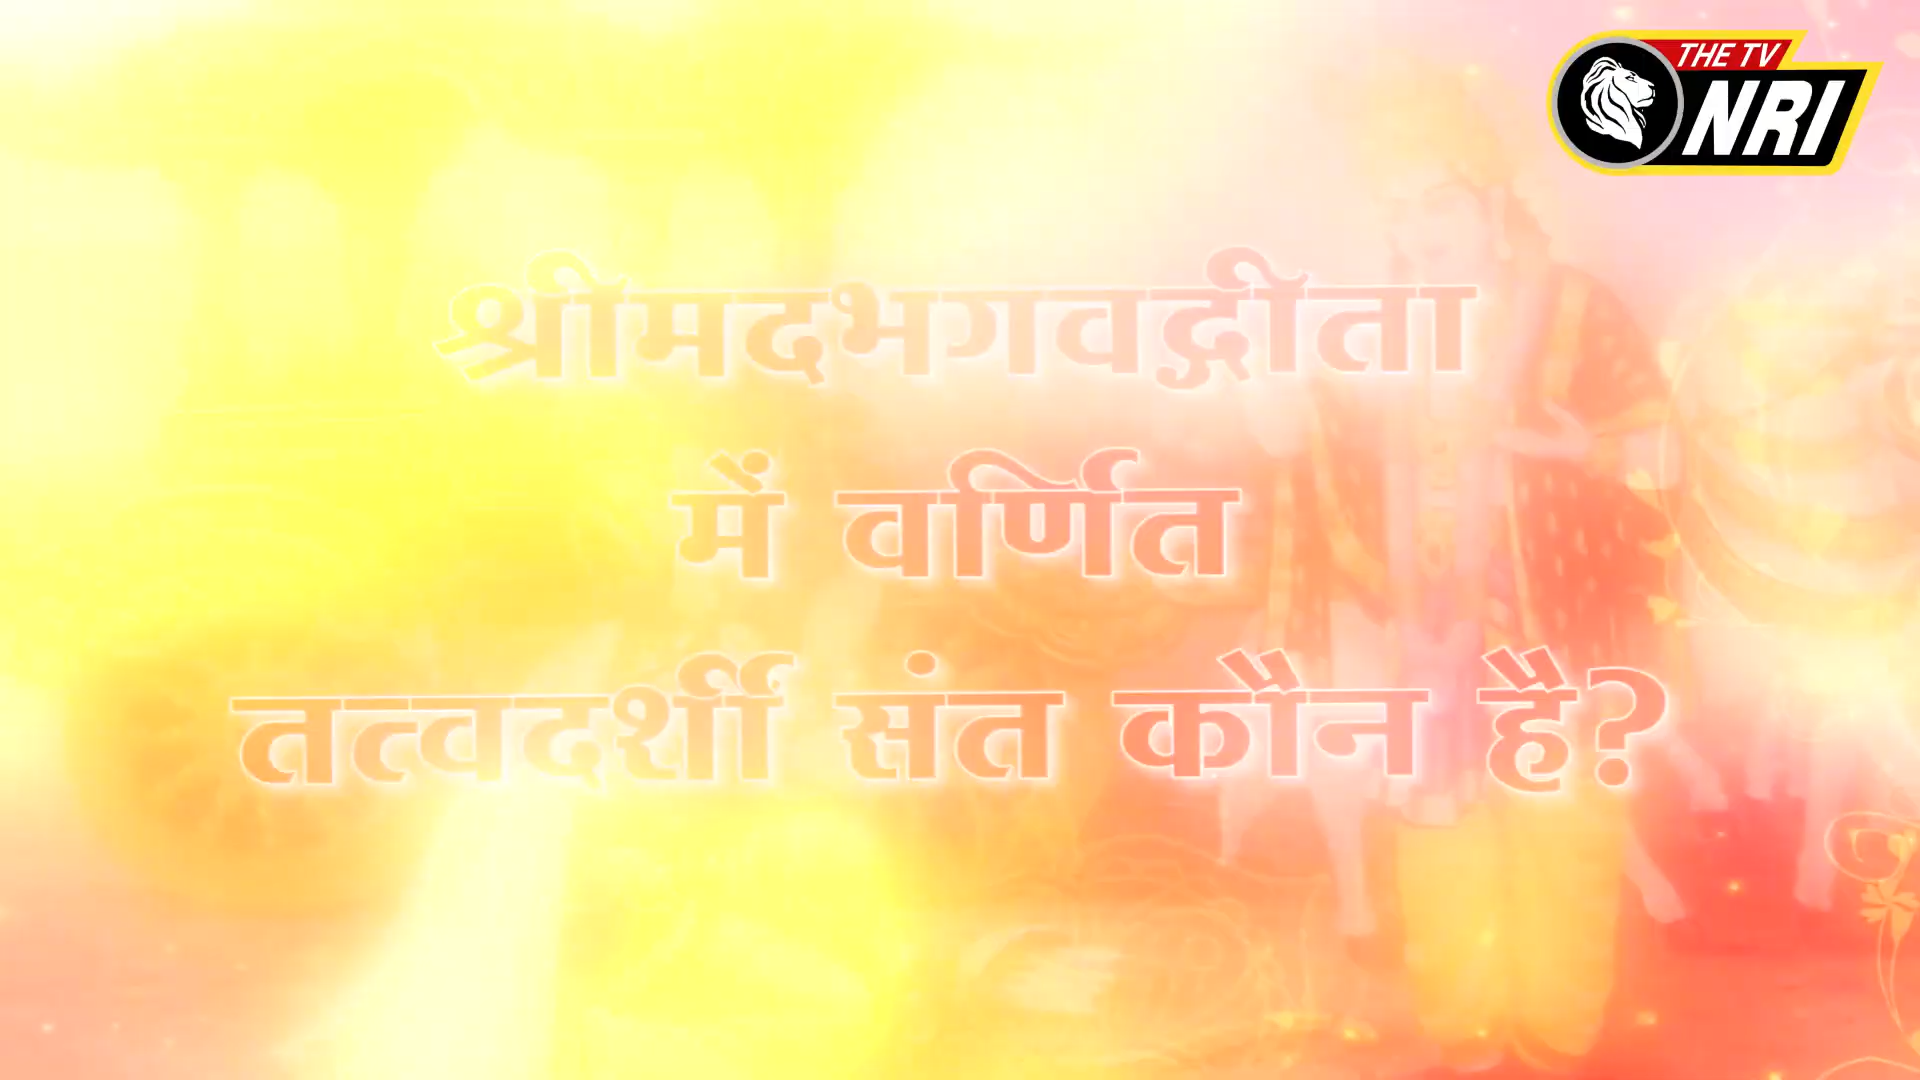 THE TV
NRI
श्रीमदभगवद्गीता
में वर्णित
तत्वदर्शी संत कौन है?